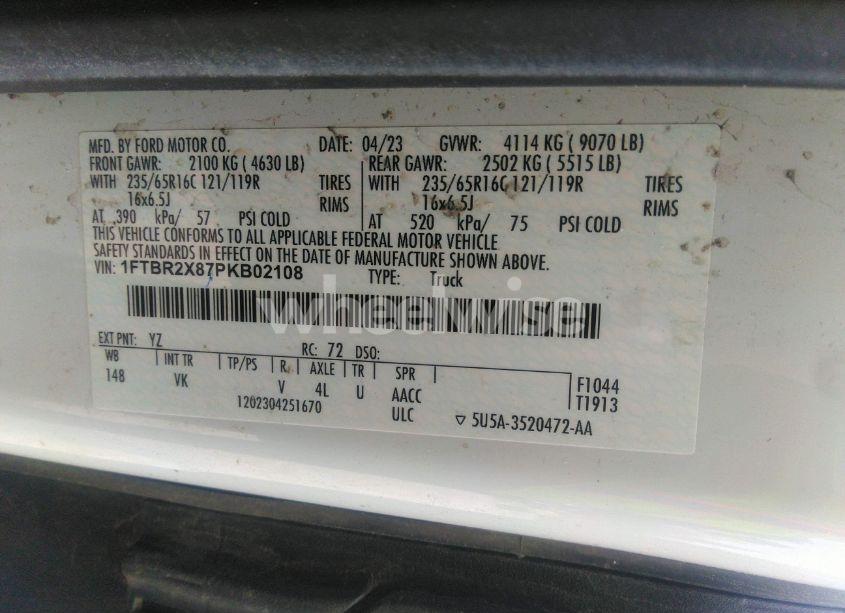 MFD. BY FORD MOTOR CO. DATE: 04/23 GVWR: 4114 KG ( 9070 LB)
FRONT GAWR: 2100 KG ( 4630 LB) REAR GAWR: 2502 KG ( 5515 LB)
WITH 235/65R16C 121/119R TIRES WITH 235/65R16C 121/119R TIRES
16x6.5J RIMS 16x6.5J RIMS
AT 390 kPa/ 57 PSI COLD AT 520 kPa/ 75 PSI COLD
THIS VEHICLE CONFORMS TO ALL APPLICABLE FEDERAL MOTOR VEHICLE
SAFETY STANDARDS IN EFFECT ON THE DATE OF MANUFACTURE SHOWN ABOVE.
VIN: 1FTBR2X87PKB02108 TYPE: Truck
wheelwise
EXT PNT: YZ RC: 72 DSO:
WB INT TR TP/PS R AXLE TR SPR
148 VK V 4L U AACC F1044
ULC T1913
1202304251670 5U5A-3520472-AA